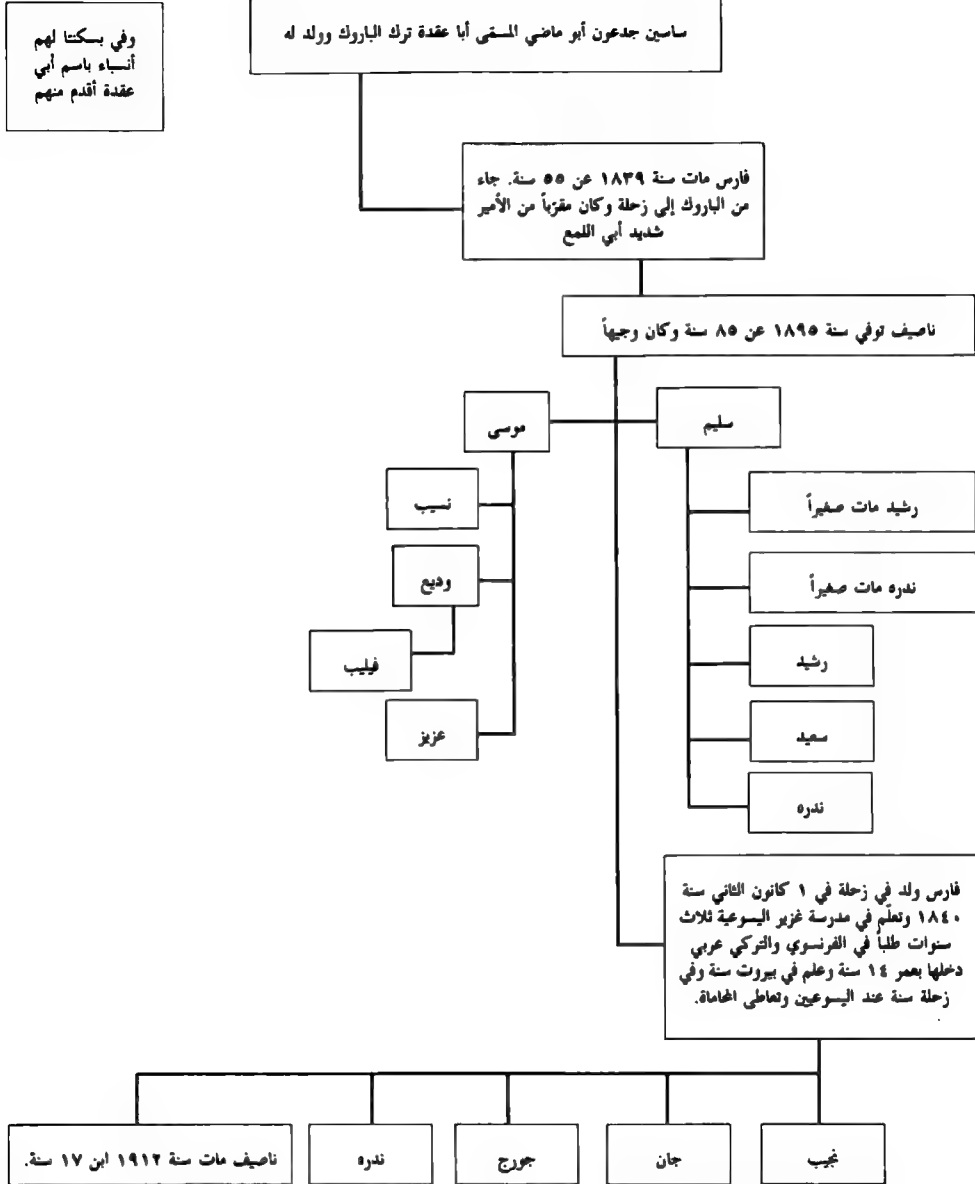 وفي بسكنتا لهم
أنسباء باسم أبي
عقدة أقدم منهم
ساسين جدعون أبو ماضي المسمّى أبا عقدة ترك الباروك وولد له
فارس مات سنة ١٨٣٩ عن ٥٥ سنة. جاء
من الباروك إلى زحلة وكان مقرّباً من الأمير
شديد أبي اللمع
ناصيف توفي سنة ١٨٩٥ عن ٨٥ سنة وكان وجيهاً
سليم
موسى
رشيد مات صغيراً
ندره مات صغيراً
رشيد
سعيد
ندره
نسيب
وديع
فيليب
عزيز
فارس ولد في زحلة في ١ كانون الثاني سنة
١٨٤٠ وتعلّم في مدرسة غزير اليسوعية ثلاث
سنوات طلباً في الفرنسوي والتركي عربي
دخلها بعمر ١٤ سنة وعلم في بيروت سنة وفي
زحلة سنة عند اليسوعيين وتعاطى المحاماة.
نجيب
جان
جورج
ندره
ناصيف مات سنة ١٩١٢ ابن ١٧ سنة.